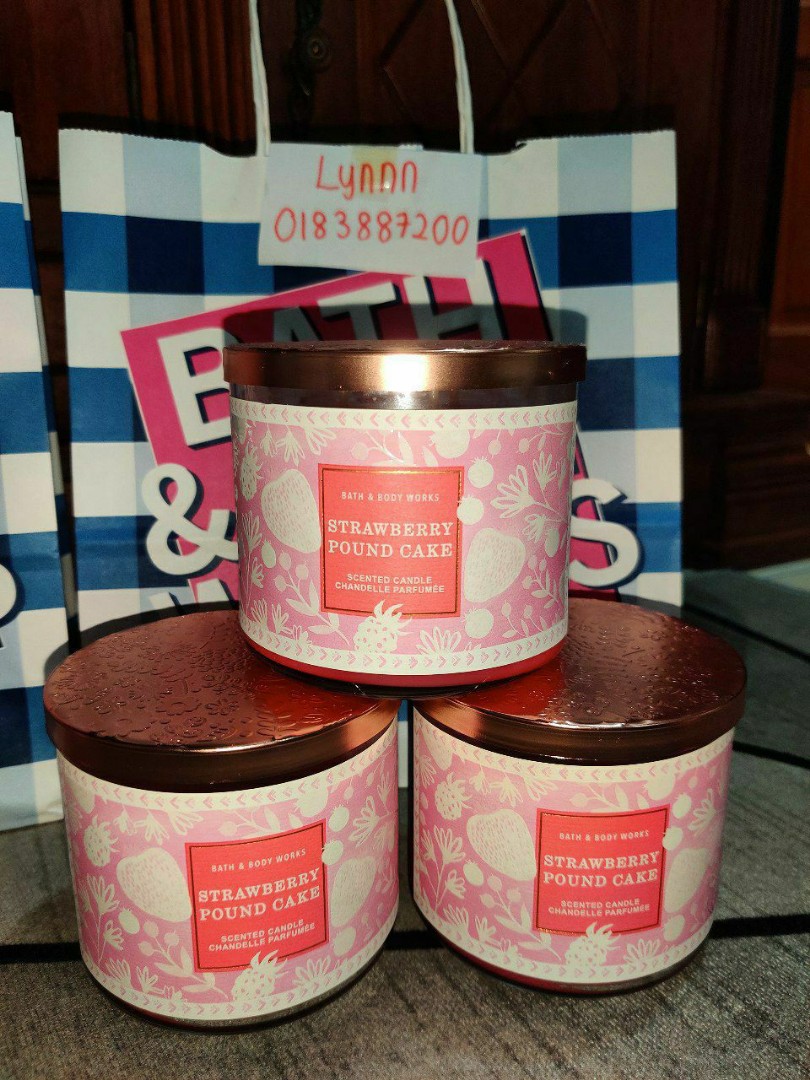 Lynnn
0183887200
BATH
&
BATH & BODY WORKS
STRAWBERRY
POUND CAKE
SCENTED CANDLE
CHANDELLE PARFUMÉE
BATH & BODY WORKS
STRAWBERRY
POUND CAKE
SCENTED CANDLE
CHANDELLE PARFUMÉE
BATH & BODY WORKS
STRAWBERRY
POUND CAKE
SCENTED CANDLE
CHANDELLE PARFUMÉE